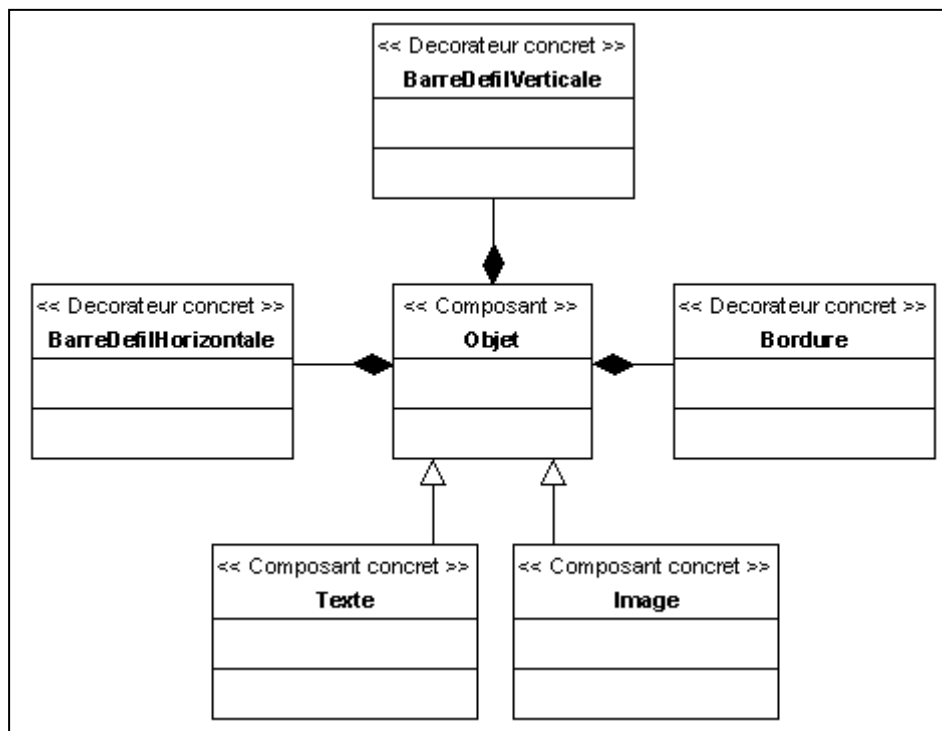 << Decorateur concret >>
BarreDefilVerticale
<< Decorateur concret >>
BarreDefilHorizontale
<< Composant >>
Objet
<< Decorateur concret >>
Bordure
<< Composant concret >>
Texte
<< Composant concret >>
Image